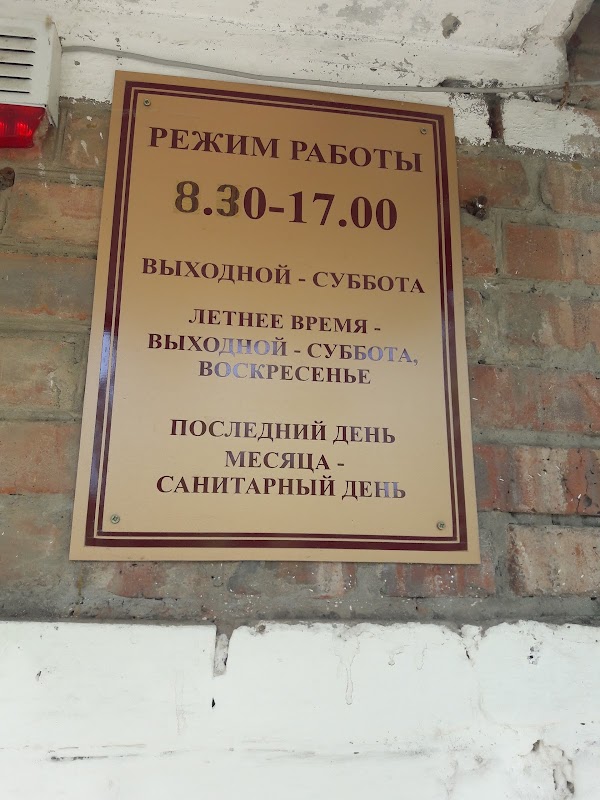 РЕЖИМ РАБОТЫ
8.30-17.00
ВЫХОДНОЙ - СУББОТА
ЛЕТНЕЕ ВРЕМЯ -
ВЫХОДНОЙ - СУББОТА,
ВОСКРЕСЕНЬЕ
ПОСЛЕДНИЙ ДЕНЬ
МЕСЯЦА -
САНИТАРНЫЙ ДЕНЬ